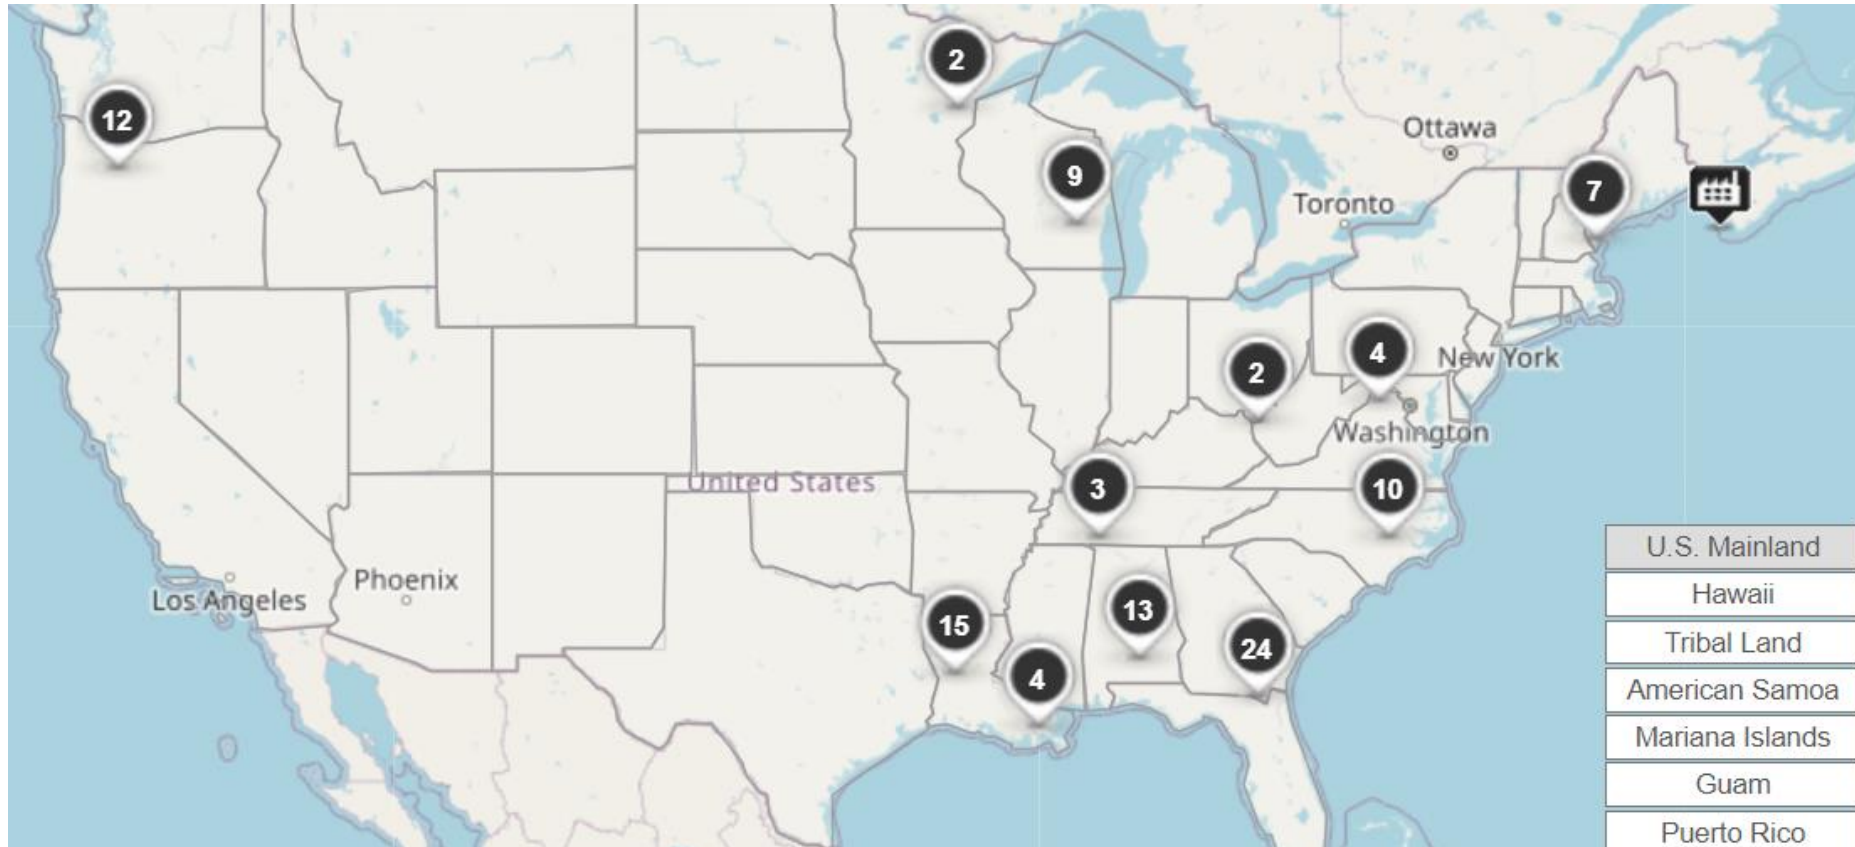 2
12
Ottawa
9
7
Toronto
4
New York
2
Washington
United States
3
10
U.S. Mainland
Phoenix
Los Angeles
Hawaii
13
15
24
Tribal Land
4
American Samoa
Mariana Islands
Guam
Puerto Rico